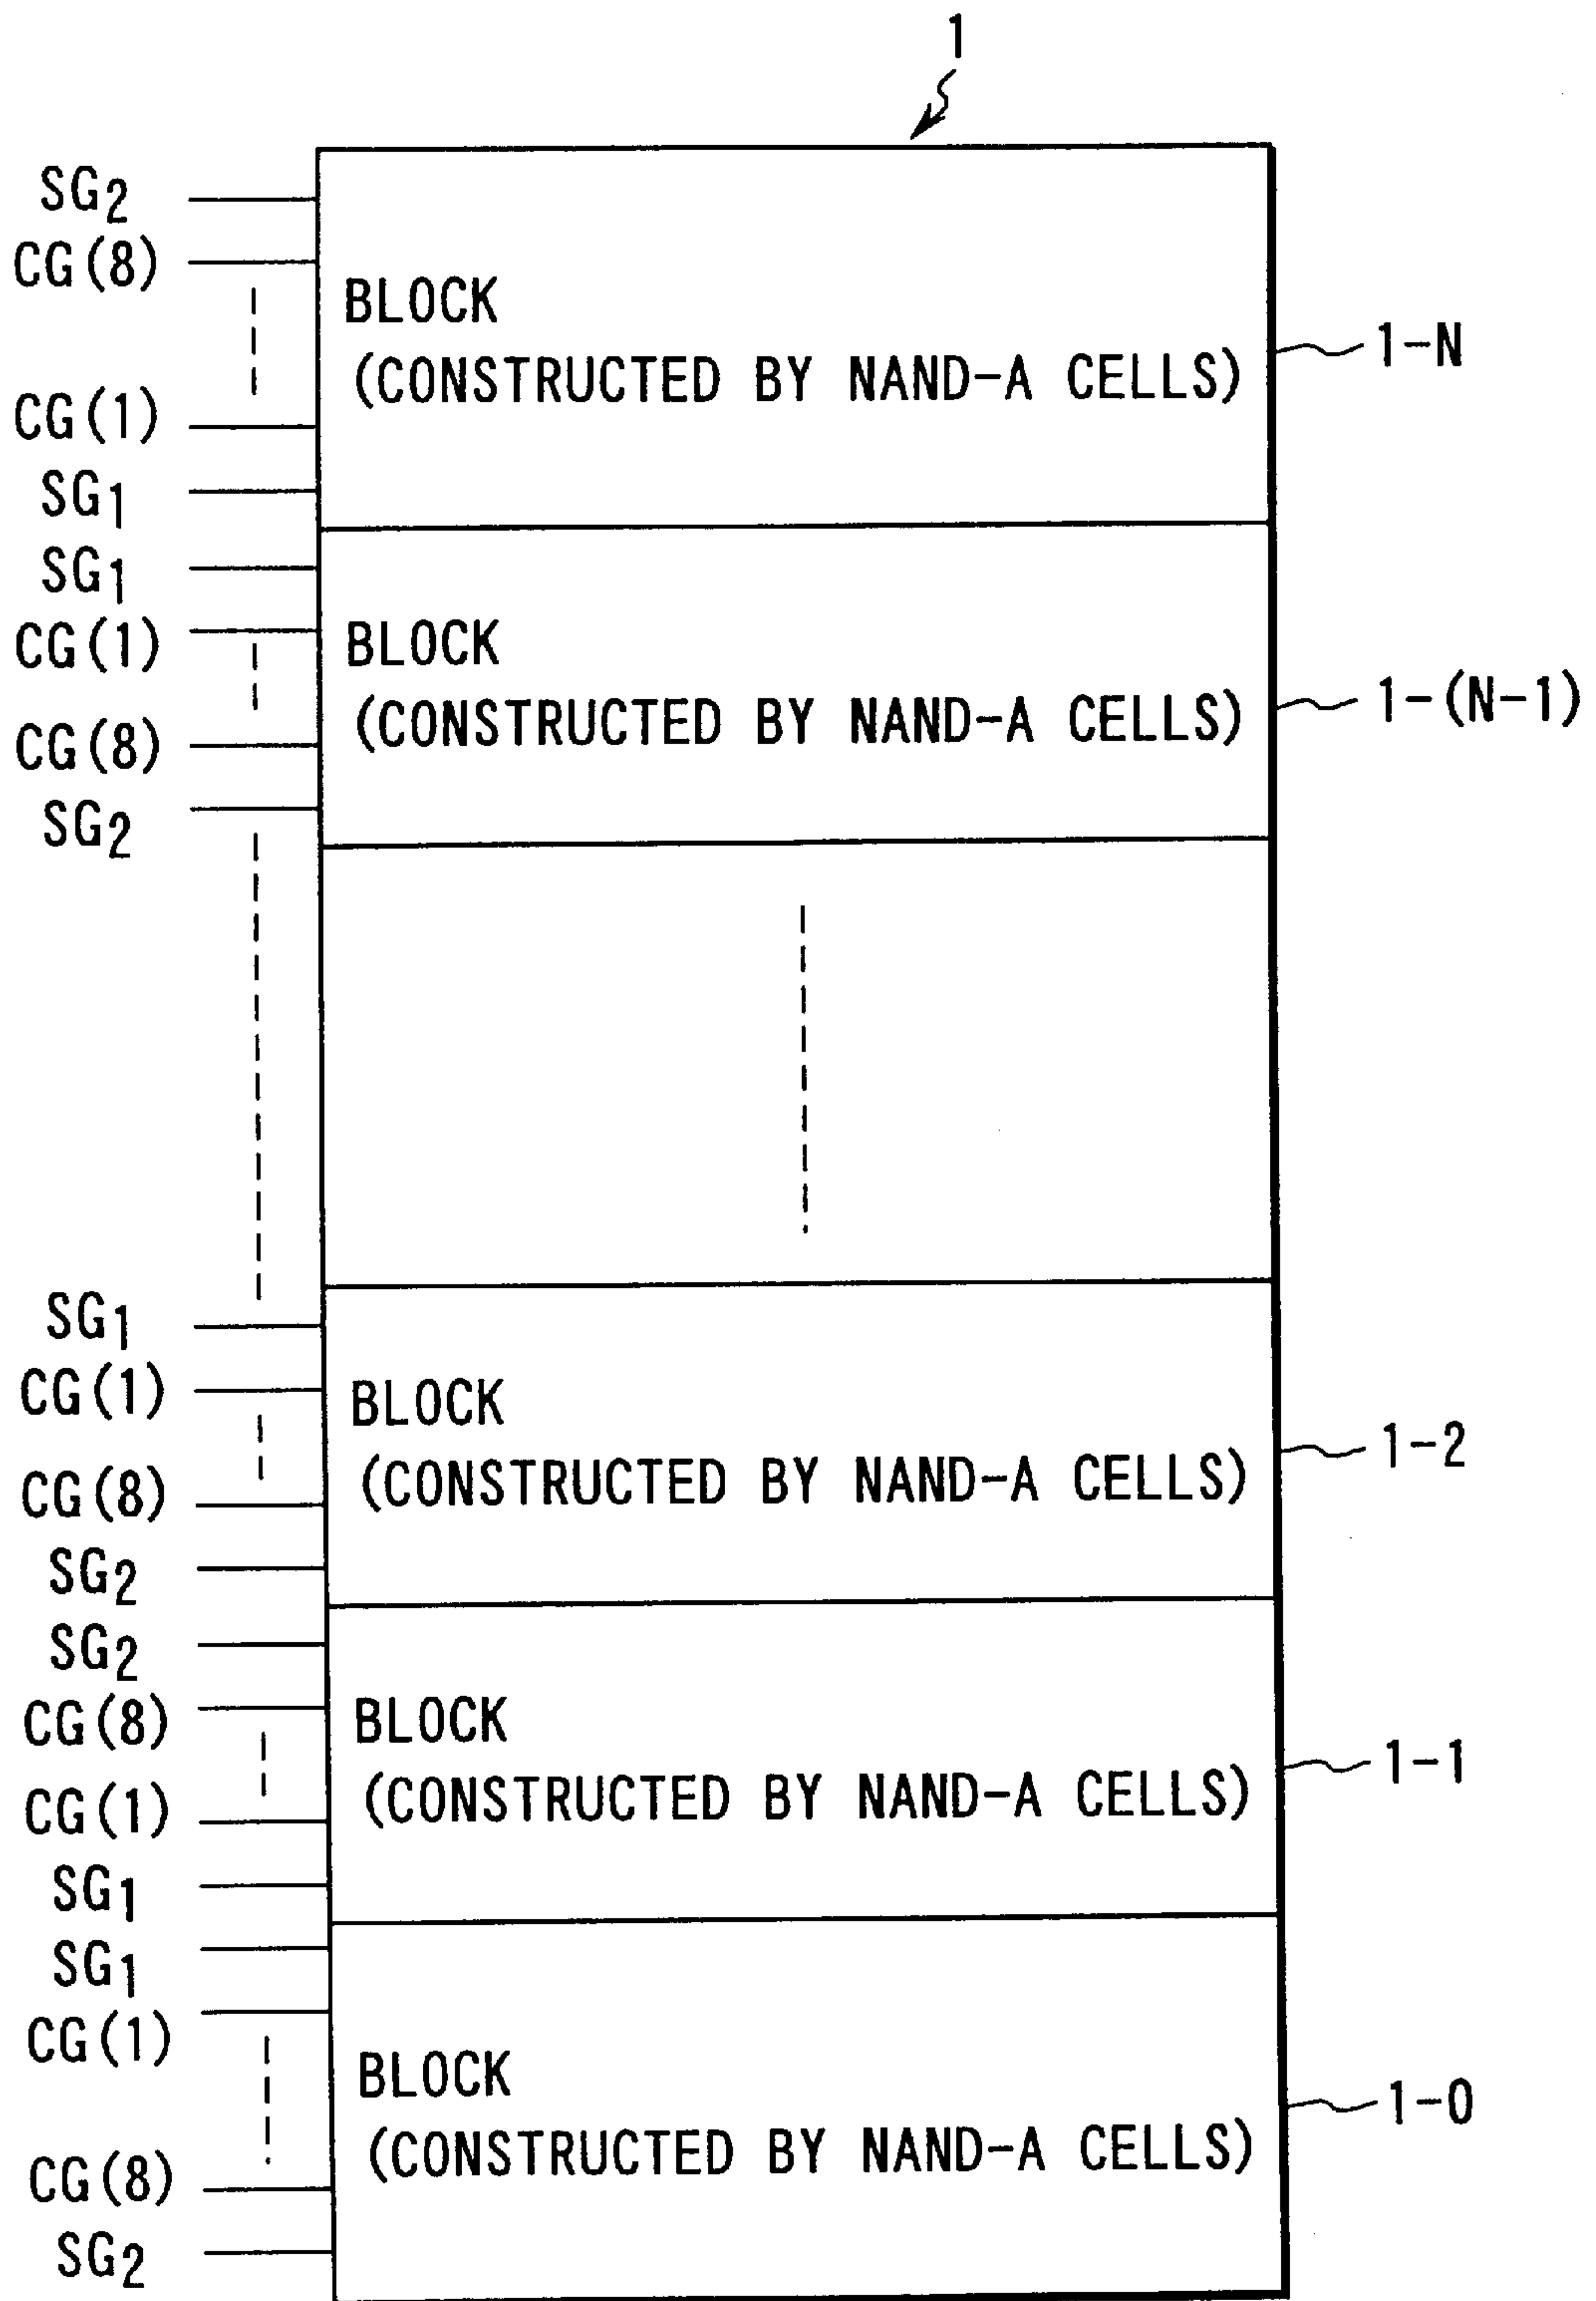 1
SG2
CG(8)
BLOCK
(CONSTRUCTED BY NAND-A CELLS)
1-N
CG(1)
SG1
SG1
CG(1)
BLOCK
(CONSTRUCTED BY NAND-A CELLS)
1-(N-1)
CG(8)
SG2
SG1
CG(1)
BLOCK
(CONSTRUCTED BY NAND-A CELLS)
1-2
CG(8)
SG2
SG2
CG(8)
BLOCK
(CONSTRUCTED BY NAND-A CELLS)
1-1
CG(1)
SG1
SG1
CG(1)
BLOCK
(CONSTRUCTED BY NAND-A CELLS)
1-0
CG(8)
SG2